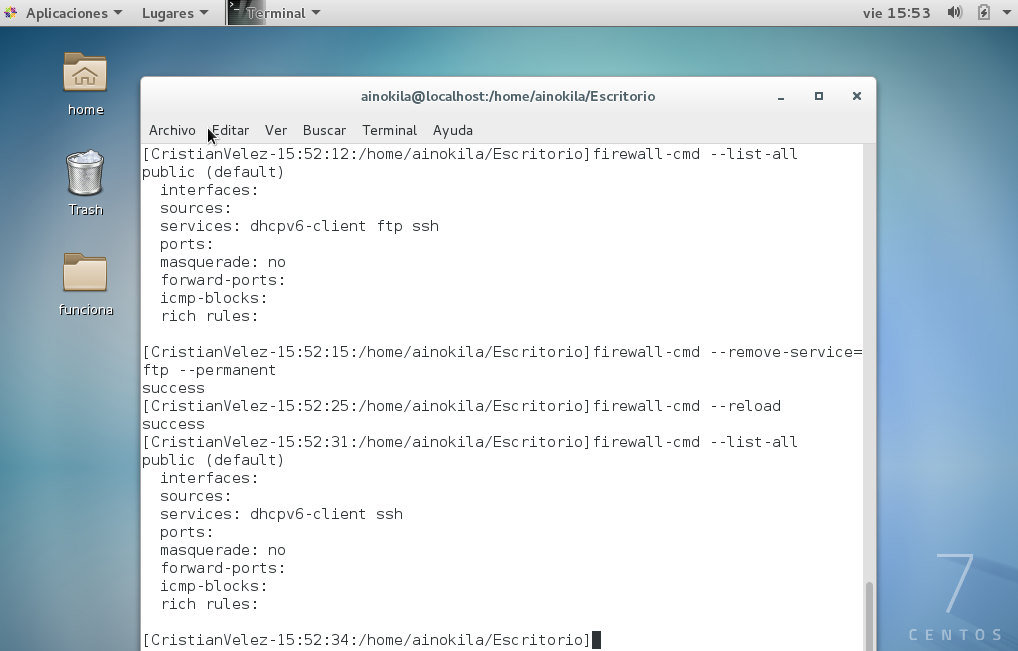 Aplicaciones Lugares Terminal vie 15:53
home
Trash
funciona
ainokila@localhost:/home/ainokila/Escritorio
Archivo Editar Ver Buscar Terminal Ayuda
[CristianVelez-15:52:12:/home/ainokila/Escritorio]firewall-cmd --list-all
public (default)
  interfaces:
  sources:
  services: dhcpv6-client ftp ssh
  ports:
  masquerade: no
  forward-ports:
  icmp-blocks:
  rich rules:
[CristianVelez-15:52:15:/home/ainokila/Escritorio]firewall-cmd --remove-service=
ftp --permanent
success
[CristianVelez-15:52:25:/home/ainokila/Escritorio]firewall-cmd --reload
success
[CristianVelez-15:52:31:/home/ainokila/Escritorio]firewall-cmd --list-all
public (default)
  interfaces:
  sources:
  services: dhcpv6-client ssh
  ports:
  masquerade: no
  forward-ports:
  icmp-blocks:
  rich rules:
[CristianVelez-15:52:34:/home/ainokila/Escritorio]
7
CENTOS